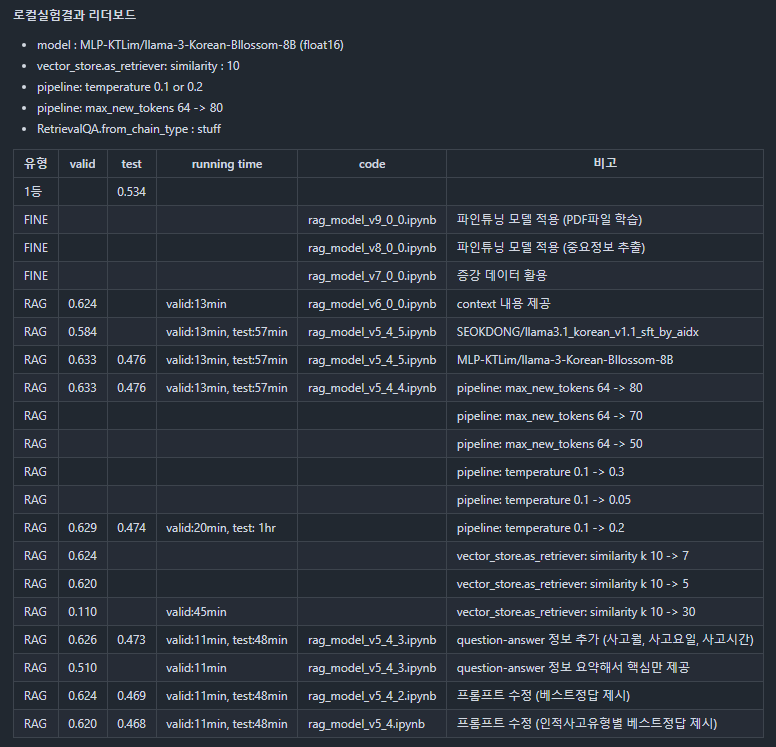 로컬실험결과 리더보드
model : MLP-KTLim/llama-3-Korean-Bllossom-8B (float16)
vector_store.as_retriever: similarity : 10
pipeline: temperature 0.1 or 0.2
pipeline: max_new_tokens 64 -> 80
RetrievalQA.from_chain_type : stuff
유형 valid test running time code 비고
1등 0.534
FINE rag_model_v9_0_0.ipynb 파인튜닝 모델 적용 (PDF파일 학습)
FINE rag_model_v8_0_0.ipynb 파인튜닝 모델 적용 (중요정보 추출)
FINE rag_model_v7_0_0.ipynb 증강 데이터 활용
RAG 0.624 valid:13min rag_model_v6_0_0.ipynb context 내용 제공
RAG 0.584 valid:13min, test:57min rag_model_v5_4_5.ipynb SEOKDONG/llama3.1_korean_v1.1_sft_by_aidx
RAG 0.633 0.476 valid:13min, test:57min rag_model_v5_4_5.ipynb MLP-KTLim/llama-3-Korean-Bllossom-8B
RAG 0.633 0.476 valid:13min, test:57min rag_model_v5_4_4.ipynb pipeline: max_new_tokens 64 -> 80
RAG pipeline: max_new_tokens 64 -> 70
RAG pipeline: max_new_tokens 64 -> 50
RAG pipeline: temperature 0.1 -> 0.3
RAG pipeline: temperature 0.1 -> 0.05
RAG 0.629 0.474 valid:20min, test: 1hr pipeline: temperature 0.1 -> 0.2
RAG 0.624 vector_store.as_retriever: similarity k 10 -> 7
RAG 0.620 vector_store.as_retriever: similarity k 10 -> 5
RAG 0.110 valid:45min vector_store.as_retriever: similarity k 10 -> 30
RAG 0.626 0.473 valid:11min, test:48min rag_model_v5_4_3.ipynb question-answer 정보 추가 (사고월, 사고요일, 사고시간)
RAG 0.510 valid:11min rag_model_v5_4_3.ipynb question-answer 정보 요약해서 핵심만 제공
RAG 0.624 0.469 valid:11min, test:48min rag_model_v5_4_2.ipynb 프롬프트 수정 (베스트정답 제시)
RAG 0.620 0.468 valid:11min, test:48min rag_model_v5_4.ipynb 프롬프트 수정 (인적사고유형별 베스트정답 제시)